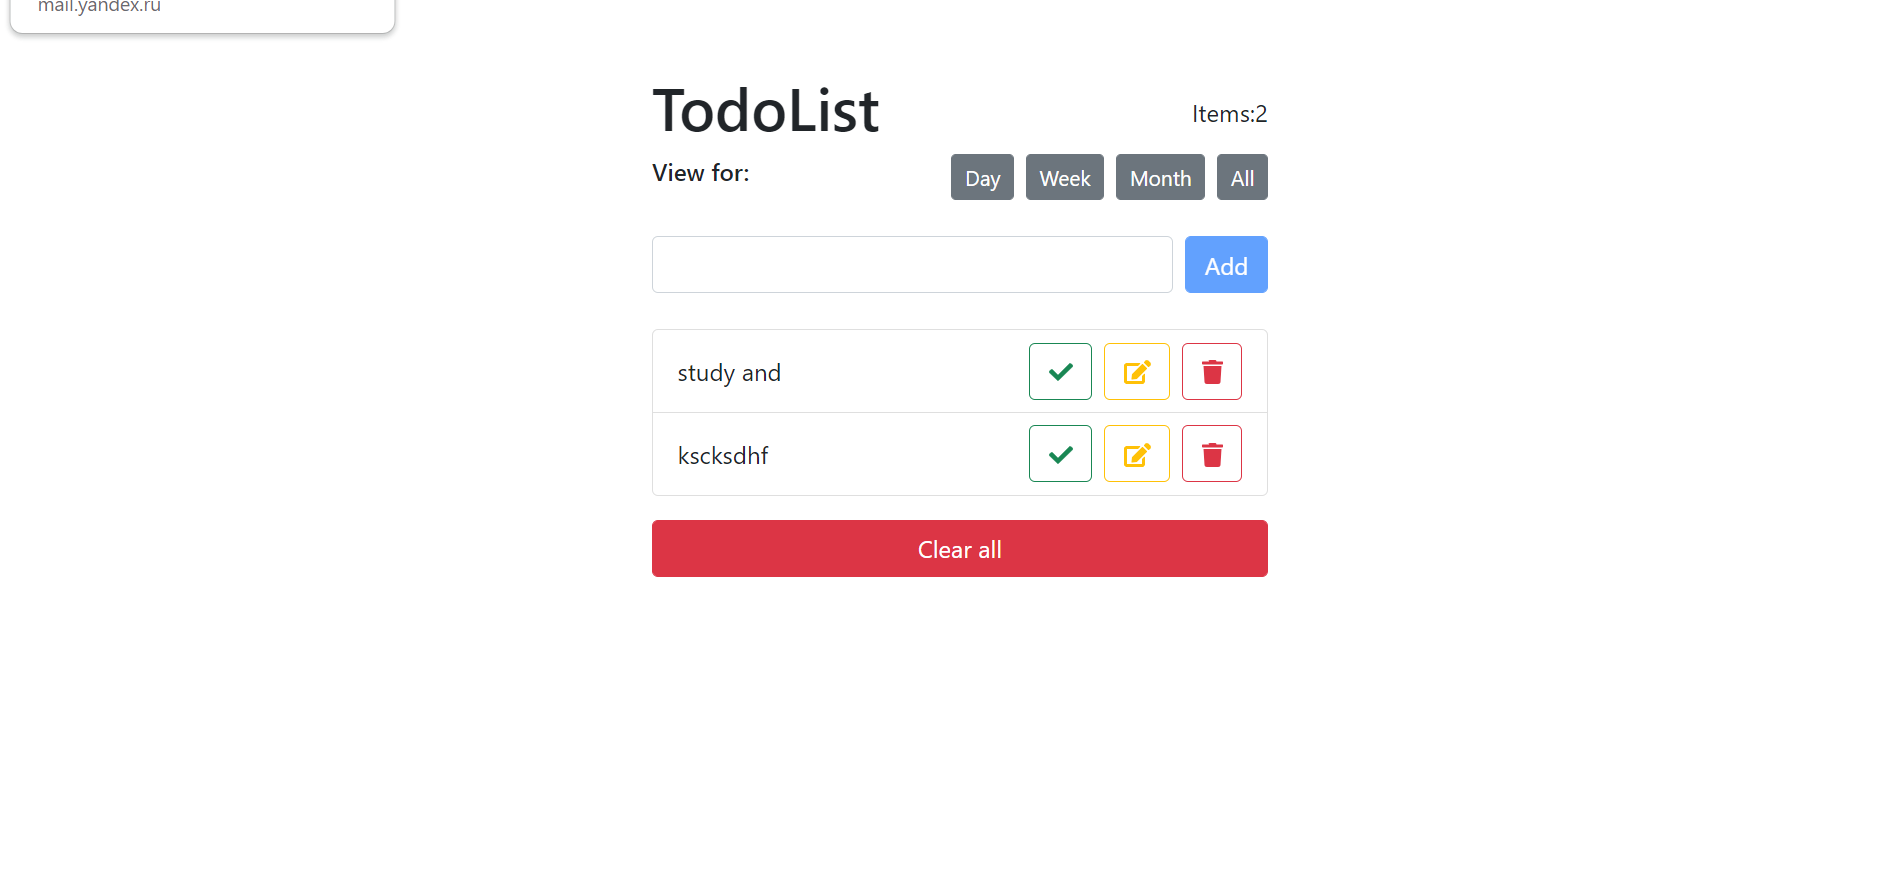 mail.yandex.ru
TodoList
Items:2
View for:
Day Week Month All
Add
study and
kscksdhf
Clear all